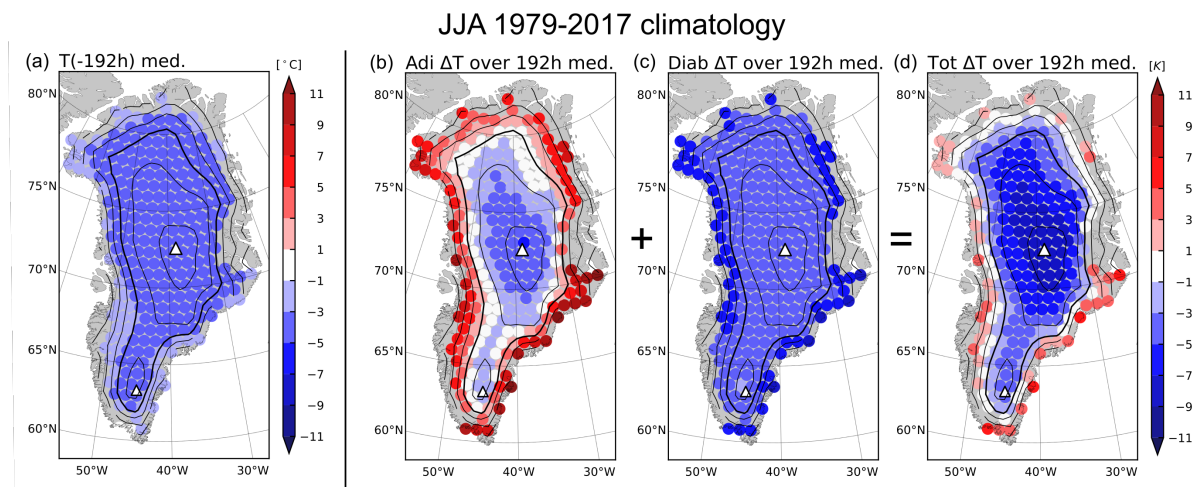 JJA 1979-2017 climatology
(a) T(-192h) med. [°C]
(b) Adi ΔT over 192h med.
(c) Diab ΔT over 192h med.
(d) Tot ΔT over 192h med. [K]
80°N
75°N
70°N
65°N
60°N
50°W 40°W 30°W
11
9
7
5
3
1
−1
−3
−5
−7
−9
−11
80°N
75°N
70°N
65°N
60°N
50°W 40°W 30°W
+
80°N
75°N
70°N
65°N
60°N
50°W 40°W 30°W
=
80°N
75°N
70°N
65°N
60°N
50°W 40°W 30°W
11
9
7
5
3
1
−1
−3
−5
−7
−9
−11